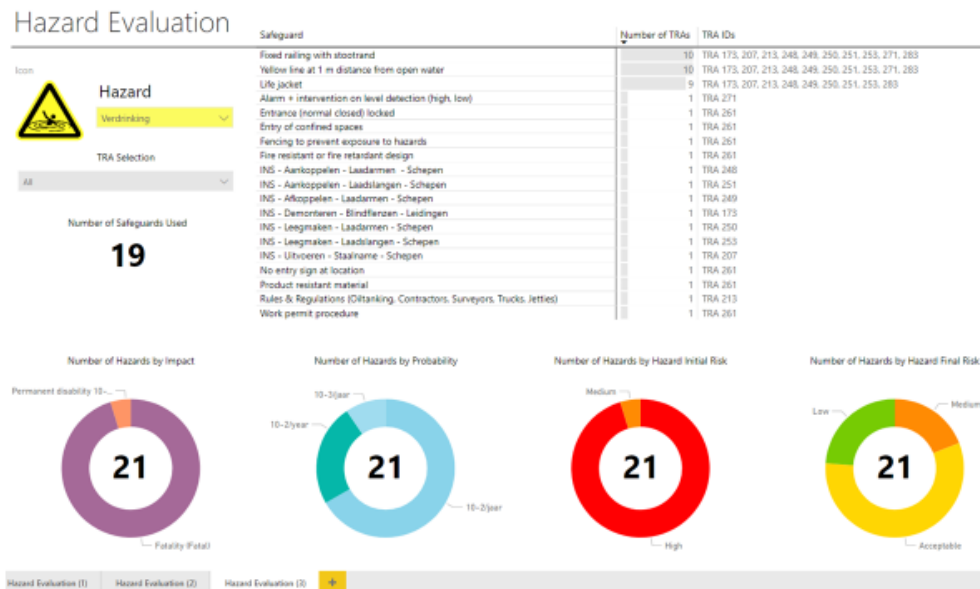 Hazard Evaluation
Icon
Hazard
Verdrinking
TRA Selection
All
Number of Safeguards Used
19
Safeguard Number of TRAs TRA IDs
Fixed railing with stootrand 10 TRA 173, 207, 213, 248, 249, 250, 251, 253, 271, 283
Yellow line at 1 m distance from open water 10 TRA 173, 207, 213, 248, 249, 250, 251, 253, 271, 283
Life jacket 9 TRA 173, 207, 213, 248, 249, 250, 251, 253, 283
Alarm + intervention on level detection (high, low) 1 TRA 271
Entrance (normal closed) locked 1 TRA 261
Entry of confined spaces 1 TRA 261
Fencing to prevent exposure to hazards 1 TRA 261
Fire resistant or fire retardant design 1 TRA 261
INS - Aankoppelen - Laadarmen - Schepen 1 TRA 248
INS - Aankoppelen - Laadslangen - Schepen 1 TRA 251
INS - Afkoppelen - Laadarmen - Schepen 1 TRA 249
INS - Demonteren - Blindflenzen - Leidingen 1 TRA 173
INS - Leegmaken - Laadarmen - Schepen 1 TRA 250
INS - Leegmaken - Laadslangen - Schepen 1 TRA 253
INS - Uitvoeren - Staalname - Schepen 1 TRA 207
No entry sign at location 1 TRA 261
Product resistant material 1 TRA 261
Rules & Regulations (Oiltanking, Contractors, Surveyors, Trucks, Jetties) 1 TRA 213
Work permit procedure 1 TRA 261
Number of Hazards by Impact
Permanent disability 10-...
21
Fatality (Fatal)
Number of Hazards by Probability
10-3/jaar
10-2/year
21
10-2/jaar
Number of Hazards by Hazard Initial Risk
Medium
21
High
Number of Hazards by Hazard Final Risk
Low
Medium
21
Acceptable
Hazard Evaluation (1) Hazard Evaluation (2) Hazard Evaluation (3) +